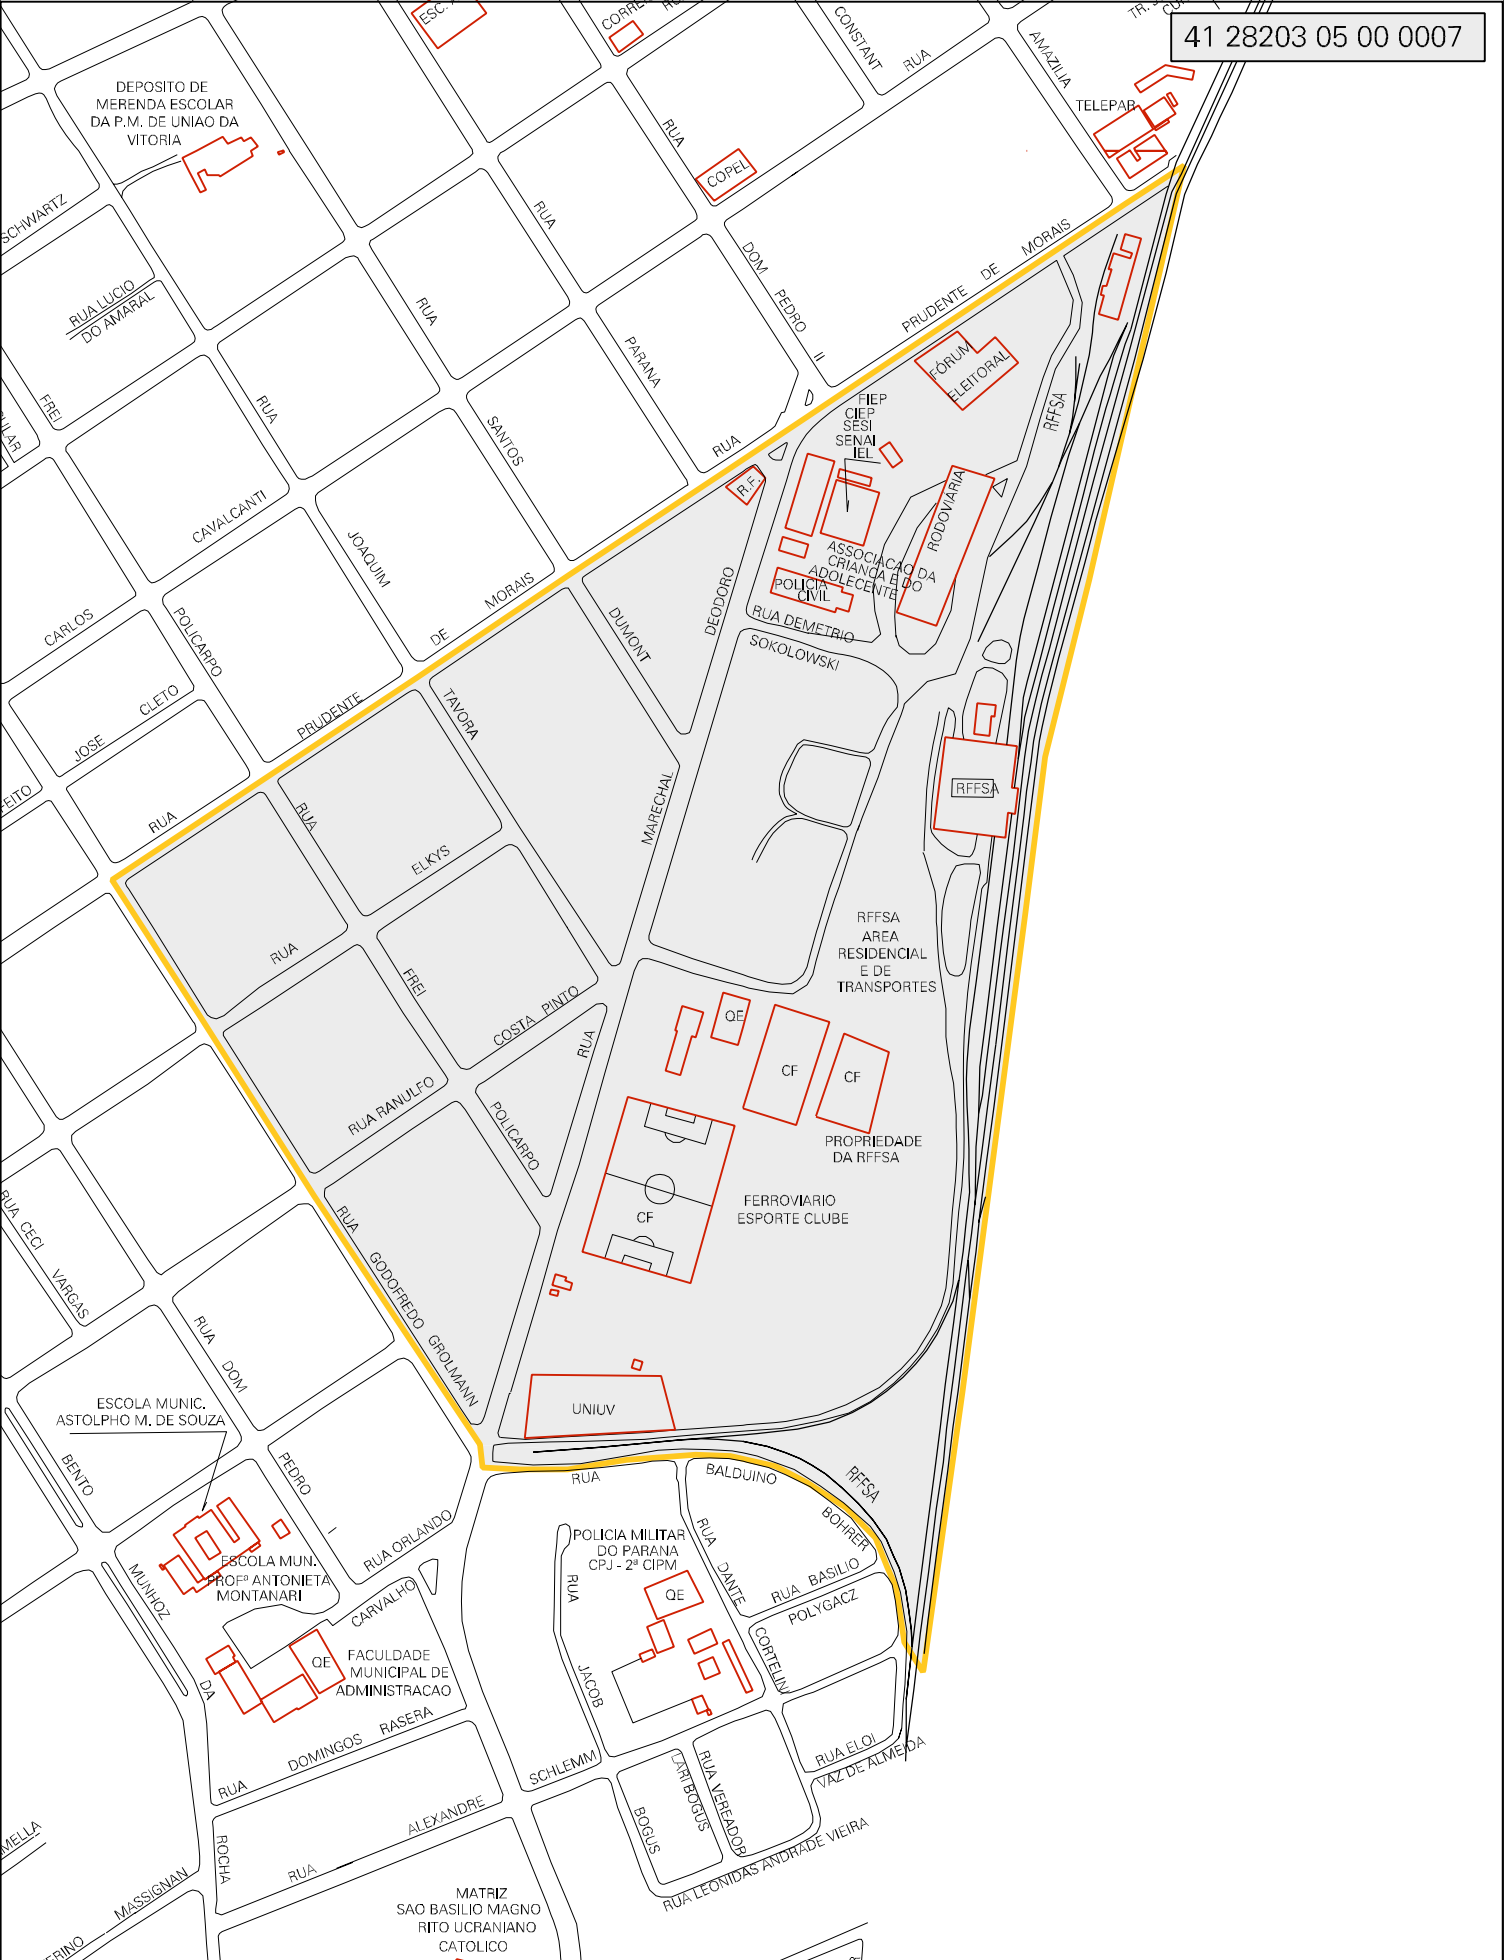 41 28203 05 00 0007
CONSTANT
RUA
AMAZILIA
DEPOSITO DE
MERENDA ESCOLAR
DA P.M. DE UNIAO DA
VITORIA
TELEPAR
RUA
COPEL
SCHWARTZ
RUA
DOM
PEDRO
II
PRUDENTE
DE
MORAIS
RUA LUCIO
DO AMARAL
RUA
PARANA
FÓRUM
ELEITORAL
FREI
RUA
SANTOS
RUA
FIEP
CIEP
SESI
SENAI
IEL
RFFSA
R.F.
RODOVIARIA
CAVALCANTI
JOAQUIM
MORAIS
DE
ASSOCIACAO DA
CRIANCA E DO
ADOLECENTE
POLICIA
CIVIL
DEODORO
RUA DEMETRIO
SOKOLOWSKI
DUMONT
CARLOS
POLICARPO
CLETO
JOSE
PRUDENTE
TAVORA
RUA
RUA
MARECHAL
RFFSA
ELKYS
RUA
FREI
COSTA PINTO
RUA
RFFSA
AREA
RESIDENCIAL
E DE
TRANSPORTES
QE
CF
CF
RUA RANULFO
POLICARPO
PROPRIEDADE
DA RFFSA
FERROVIARIO
ESPORTE CLUBE
CF
RUA CECI
VARGAS
RUA
GODOFREDO
GROLMANN
RUA
DOM
PEDRO
I
ESCOLA MUNIC.
ASTOLPHO M. DE SOUZA
UNIUV
BENTO
MUNHOZ
DA
ROCHA
RUA
BALDUINO
BOHRER
RFFSA
RUA ORLANDO
CARVALHO
ESCOLA MUN.
PROFª ANTONIETA
MONTANARI
POLICIA MILITAR
DO PARANA
CPJ - 2ª CIPM
QE
RUA
DANTE
CORTELINI
RUA BASILIO
POLYGACZ
RUA
JACOB
SCHLEMM
QE
FACULDADE
MUNICIPAL DE
ADMINISTRACAO
RUA
DOMINGOS
RASERA
RUA ELOI
VAZ DE ALMEIDA
LARI BOGUS
RUA VEREADOR
BOGUS
RUA LEONIDAS ANDRADE VIEIRA
RUA
ALEXANDRE
MASSIGNAN
MATRIZ
SAO BASILIO MAGNO
RITO UCRANIANO
CATOLICO